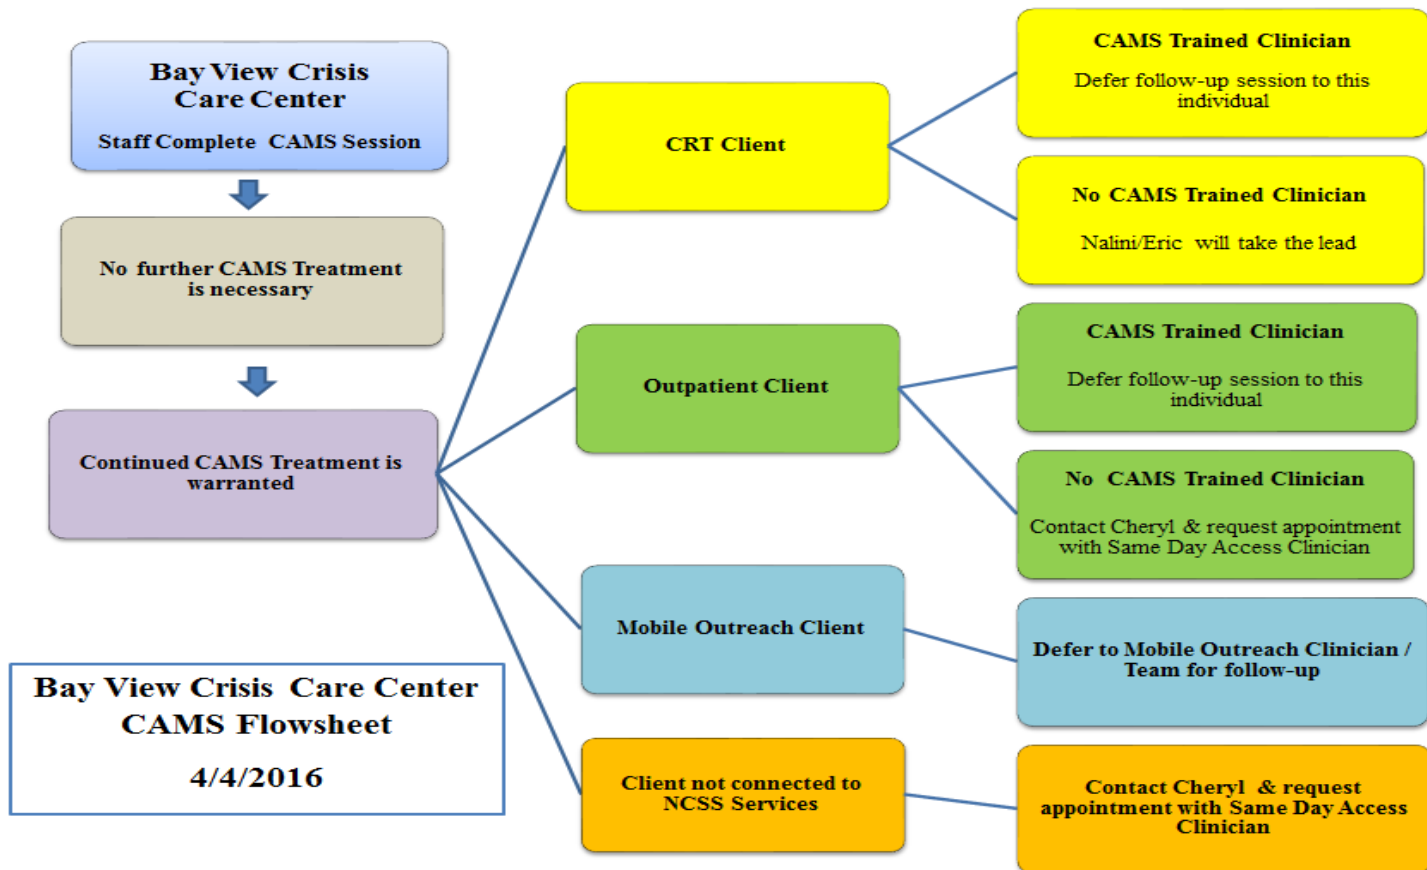 Bay View Crisis
Care Center
Staff Complete CAMS Session
No further CAMS Treatment
is necessary
Continued CAMS Treatment is
warranted
Bay View Crisis Care Center
CAMS Flowsheet
4/4/2016
CRT Client
CAMS Trained Clinician
Defer follow-up session to this
individual
No CAMS Trained Clinician
Nalini/Eric will take the lead
Outpatient Client
CAMS Trained Clinician
Defer follow-up session to this
individual
No CAMS Trained Clinician
Contact Cheryl & request appointment
with Same Day Access Clinician
Mobile Outreach Client
Defer to Mobile Outreach Clinician /
Team for follow-up
Client not connected to
NCSS Services
Contact Cheryl & request
appointment with Same Day Access
Clinician